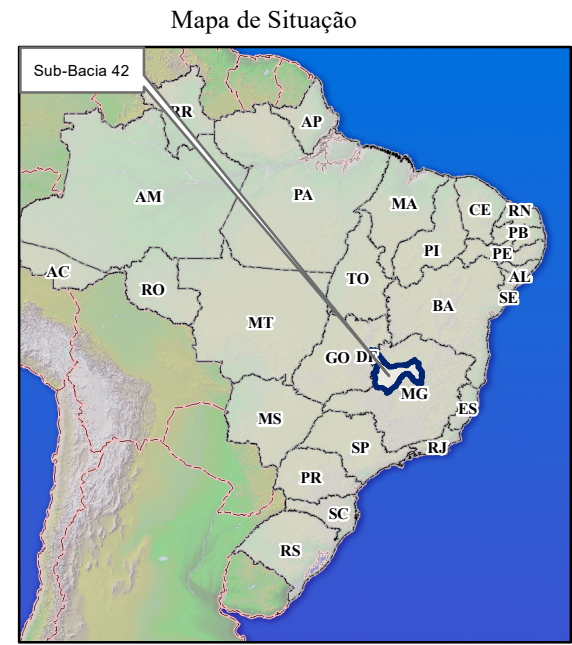 Mapa de Situação
Sub-Bacia 42
RR
AP
AM
PA
MA
CE
RN
PB
PI
PE
AC
TO
AL
RO
SE
BA
MT
GO
DF
MG
MS
ES
SP
RJ
PR
SC
RS